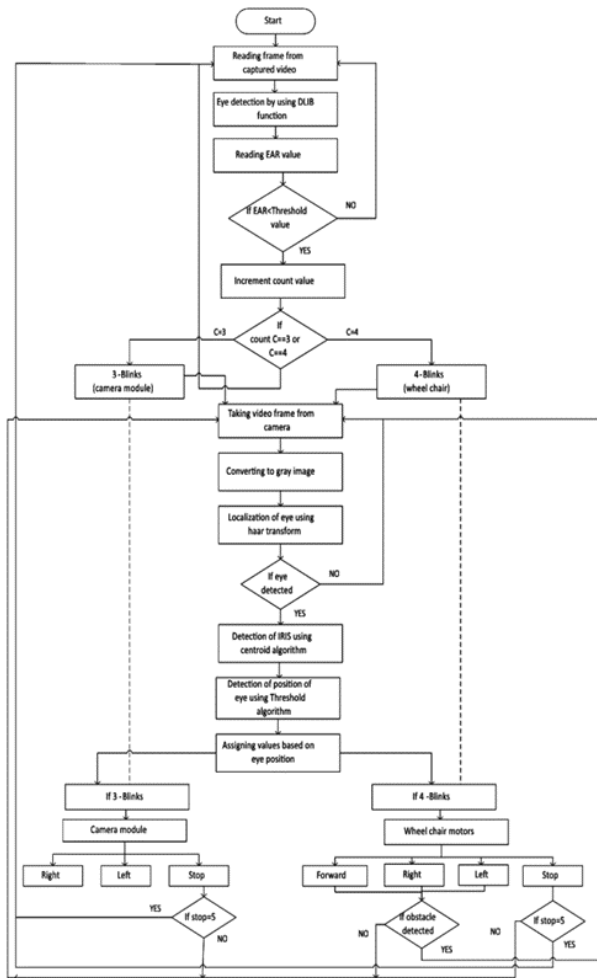 Start
Reading frame from
captured video
Eye detection by using DLIB
function
Reading EAR value
If EAR<Threshold
value
NO
YES
Increment count value
If
count C==3 or
C==4
C=3
C=4
3 -Blinks
(camera module)
4-Blinks
(wheel chair)
Taking video frame from
camera
Converting to gray image
Localization of eye using
haar transform
If eye
detected
NO
YES
Detection of IRIS using
centroid algorithm
Detection of position of
eye using Threshold
algorithm
Assigning values based on
eye position
If 3 -Blinks
If 4 -Blinks
Camera module
Wheel chair motors
Right
Left
Stop
Forward
Right
Left
Stop
YES
If stop=5
NO
NO
If obstacle
detected
YES
NO
If stop=5
YES